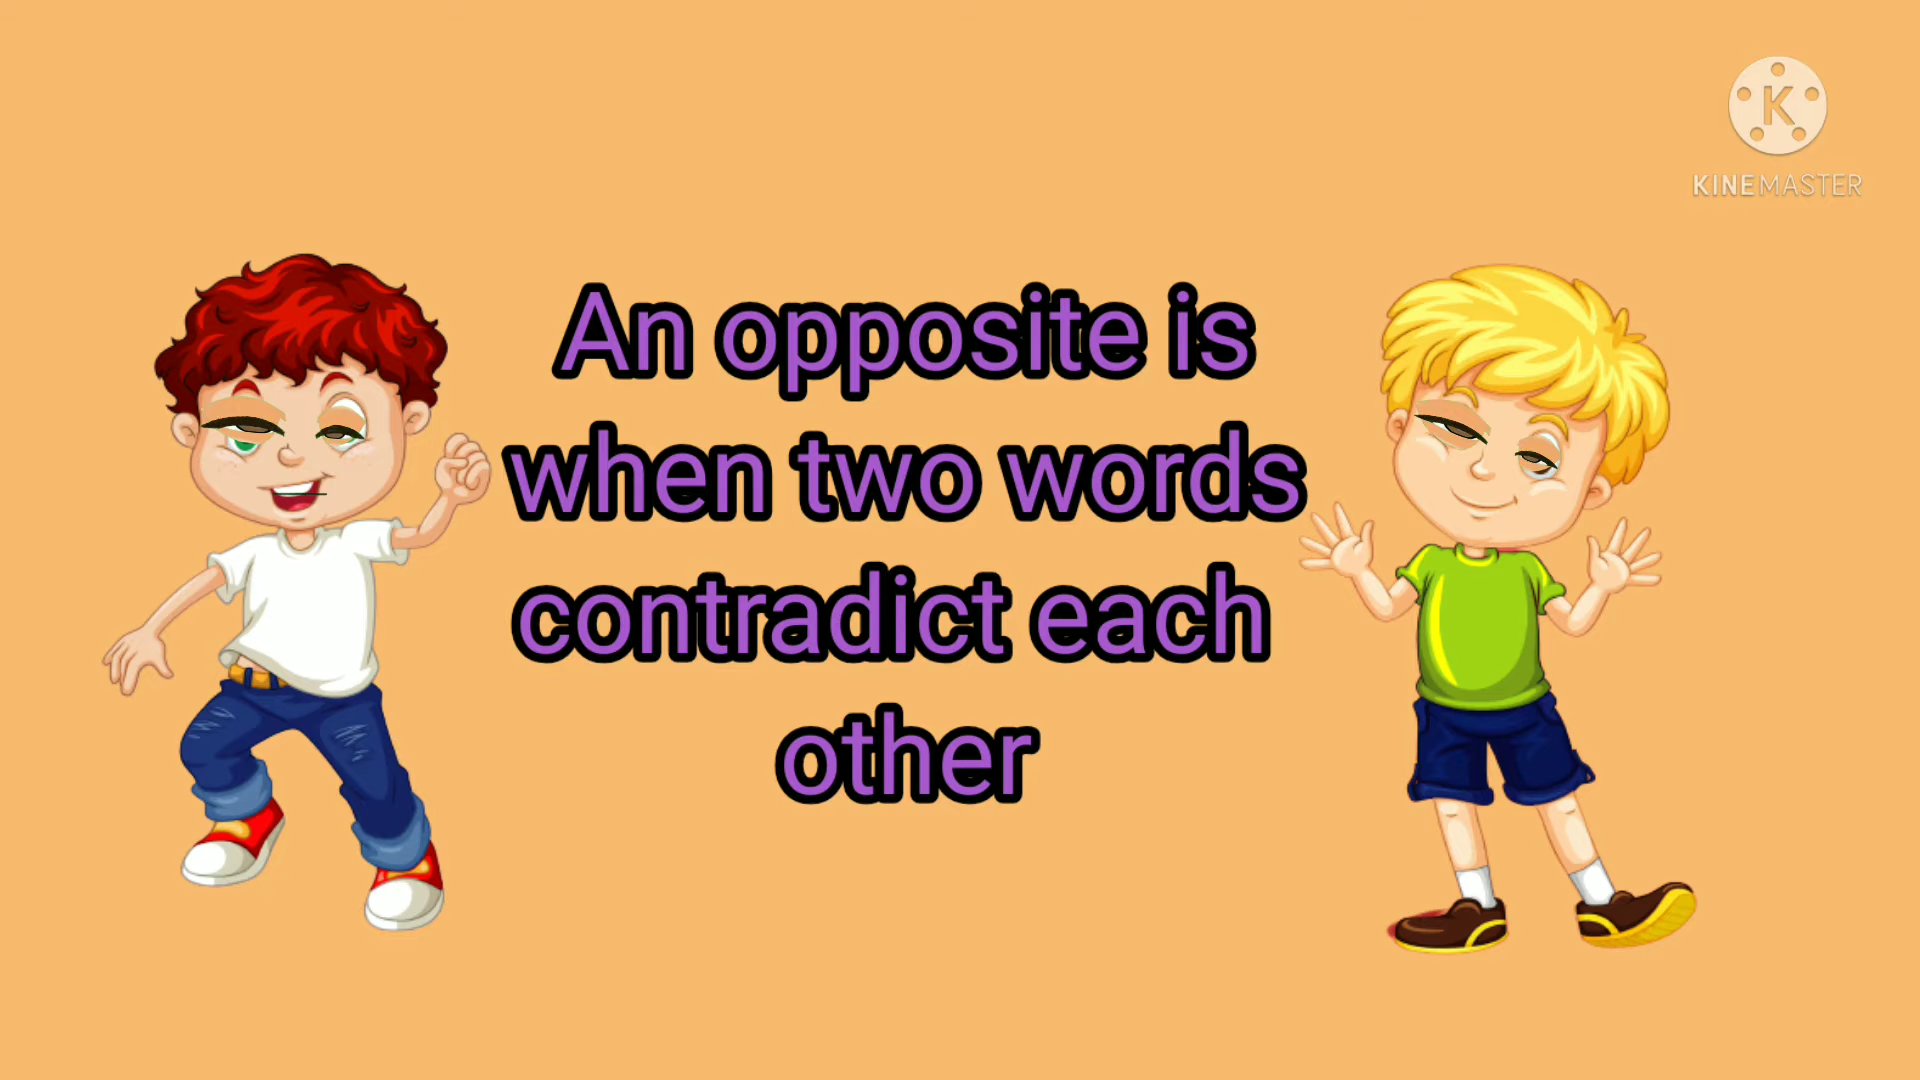 K
KINEMASTER
An opposite is
when two words
contradict each
other